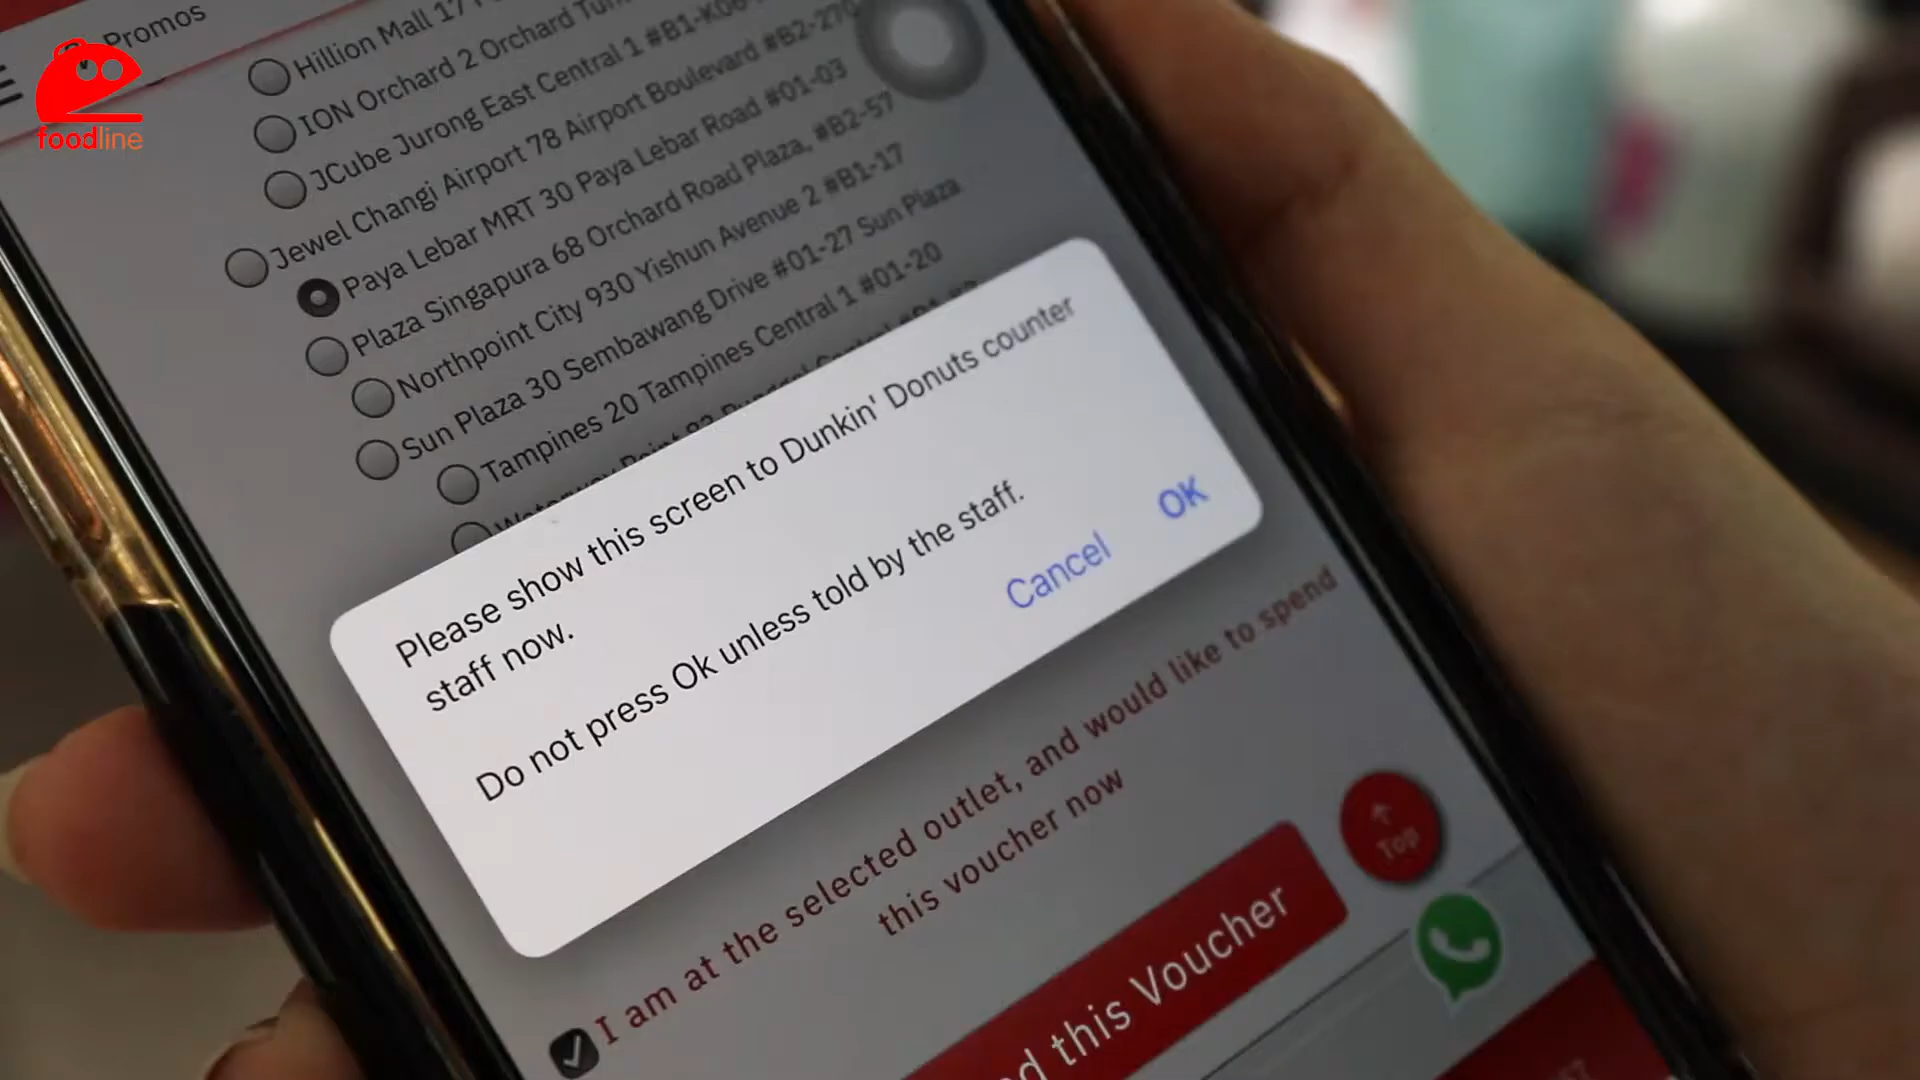 Promos
foodline
Hillion Mall 17
ION Orchard 2 Orchard
JCube Jurong East Central 1 #B1-K06
Jewel Changi Airport 78 Airport Boulevard #B2-270
Paya Lebar MRT 30 Paya Lebar Road #01-03
Plaza Singapura 68 Orchard Road Plaza, #B2-57
Northpoint City 930 Yishun Avenue 2 #B1-17
Sun Plaza 30 Sembawang Drive #01-27 Sun Plaza
Tampines 20 Tampines Central 1 #01-20
Please show this screen to Dunkin' Donuts counter
staff now.
Do not press Ok unless told by the staff.
Cancel OK
I am at the selected outlet, and would like to spend
this voucher now
Top
this Voucher